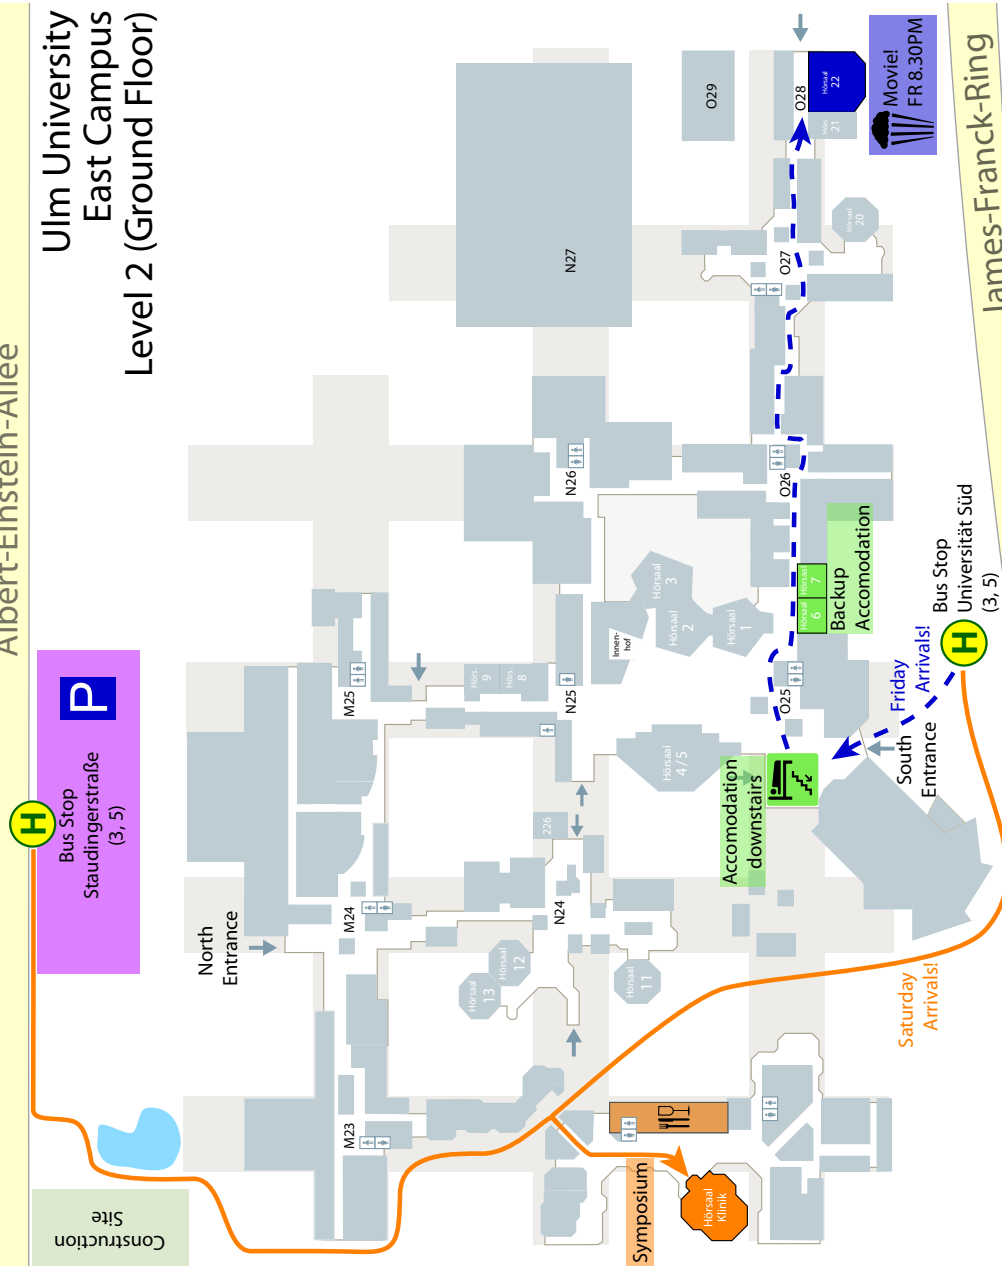 Ulm University
East Campus
Level 2 (Ground Floor)
Albert-Einstein-Allee
James-Franck-Ring
Movie!
FR 8.30PM
Hörsaal
22
Hörs.
21
O28
O29
Hörsaal
20
O27
N27
O26
N26
Backup
Accomodation
Hörsaal
7
Hörsaal
6
Hörsaal
3
Hörsaal
2
Hörsaal
1
Innen-
hof
Bus Stop
Universität Süd
(3, 5)
H
Friday
Arrivals!
South
Entrance
O25
N25
M25
Hörs.
9
Hörs.
8
Hörsaal
4/5
Accomodation
downstairs
P
Bus Stop
Staudingerstraße
(3, 5)
H
226
M24
N24
North
Entrance
Hörsaal
12
Hörsaal
13
Hörsaal
11
Saturday
Arrivals!
M23
Symposium
Hörsaal
Klinik
Construction
Site